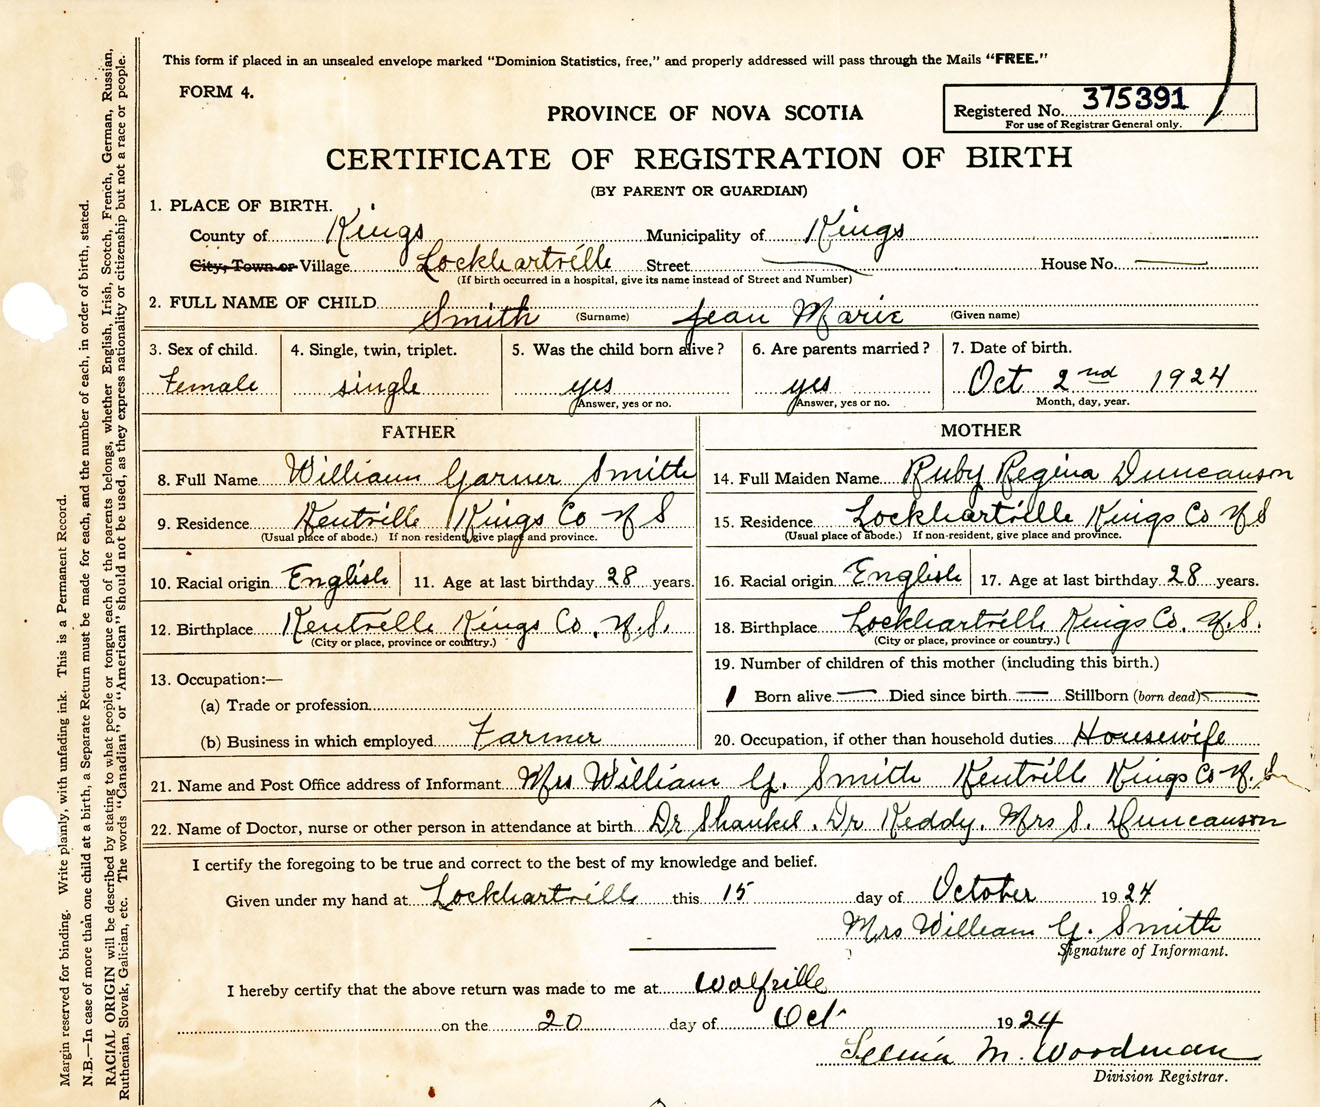 This form if placed in an unsealed envelope marked "Dominion Statistics, free," and properly addressed will pass through the Mails "FREE."
FORM 4.
Registered No. 375391
For use of Registrar General only.
PROVINCE OF NOVA SCOTIA
CERTIFICATE OF REGISTRATION OF BIRTH
(BY PARENT OR GUARDIAN)
1. PLACE OF BIRTH.
County of Kings Municipality of Kings
City, Town or Village Lockhartville Street House No.
(If birth occurred in a hospital, give its name instead of Street and Number)
2. FULL NAME OF CHILD Smith (Surname) Jean Marie (Given name)
3. Sex of child. 4. Single, twin, triplet. 5. Was the child born alive? 6. Are parents married? 7. Date of birth.
Female single yes yes Oct 2nd 1924
Answer, yes or no. Answer, yes or no. Month, day, year.
FATHER MOTHER
8. Full Name William Garner Smith 14. Full Maiden Name Ruby Regina Duncanson
9. Residence Kentville Kings Co N S 15. Residence Lockhartville Kings Co N S
(Usual place of abode.) If non resident, give place and province. (Usual place of abode.) If non-resident, give place and province.
10. Racial origin English 11. Age at last birthday 28 years. 16. Racial origin English 17. Age at last birthday 28 years.
12. Birthplace Kentville Kings Co. N.S. 18. Birthplace Lockhartville Kings Co. N.S.
(City or place, province or country.) (City or place, province or country.)
19. Number of children of this mother (including this birth.)
13. Occupation:—
1 Born alive Died since birth Stillborn (born dead)
(a) Trade or profession
(b) Business in which employed Farmer 20. Occupation, if other than household duties Housewife
21. Name and Post Office address of Informant Mrs William G. Smith Kentville Kings Co N.S.
22. Name of Doctor, nurse or other person in attendance at birth Dr Shankel. Dr Reddy. Mrs S. Duncanson
I certify the foregoing to be true and correct to the best of my knowledge and belief.
Given under my hand at Lockhartville this 15 day of October 1924
Mrs William G. Smith
Signature of Informant.
I hereby certify that the above return was made to me at Wolfville
on the 20 day of Oct. 1924
Selina M. Woodman
Division Registrar.
Margin reserved for binding. Write plainly, with unfading ink. This is a Permanent Record.
N.B.—In case of more than one child at a birth, a Separate Return must be made for each, and the number of each, in order of birth, stated.
RACIAL ORIGIN will be described by stating to what people or tongue each of the parents belongs, whether English, Irish, Scotch, French, German, Russian,
Ruthenian, Slovak, Galician, etc. The words "Canadian" or "American" should not be used, as they express nationality or citizenship but not a race or people.